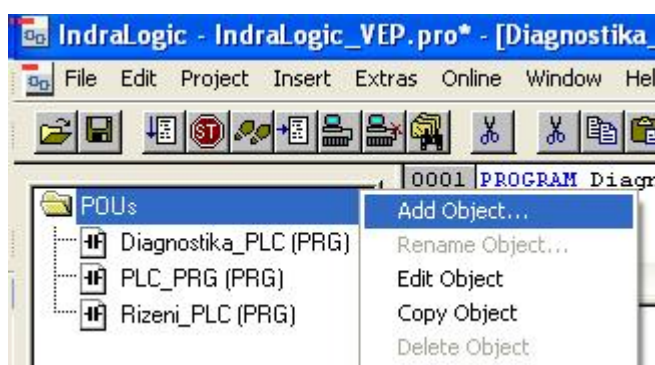 IndraLogic - IndraLogic_VEP.pro* - [Diagnostika_
File Edit Project Insert Extras Online Window Hel
STOP
0001 PROGRAM Diagn
POUs
Add Object...
Diagnostika_PLC (PRG)
Rename Object...
PLC_PRG (PRG)
Edit Object
Rizeni_PLC (PRG)
Copy Object
Delete Object